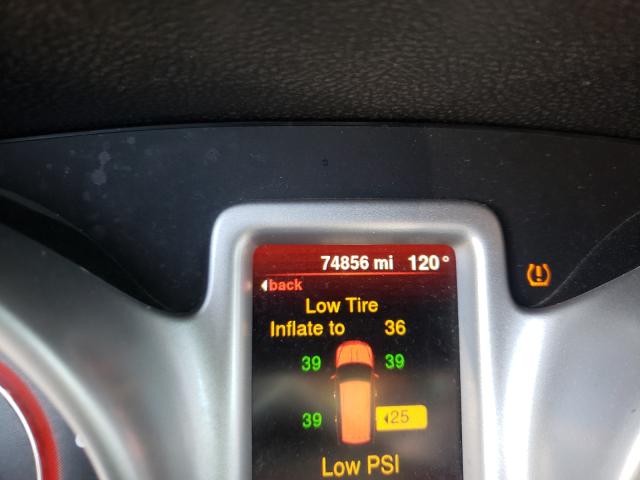 74856 mi 120°
back
Low Tire
Inflate to 36
39 39
39 25
Low PSI